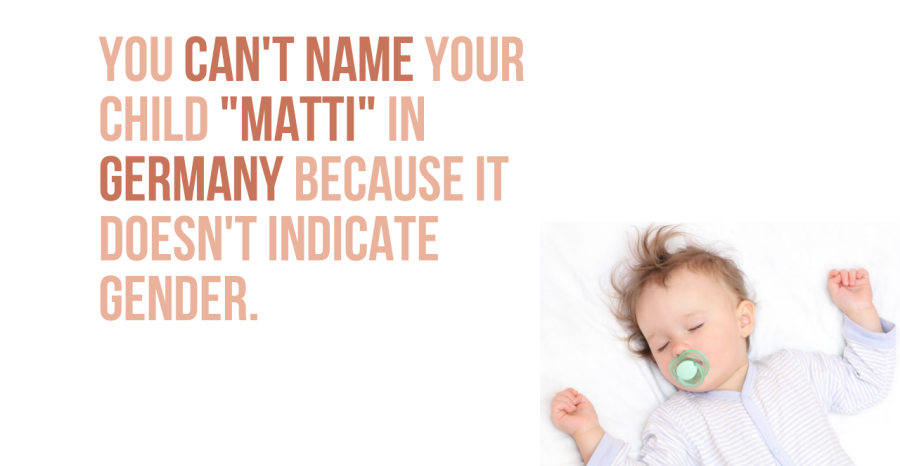 YOU CAN'T NAME YOUR
CHILD "MATTI" IN
GERMANY BECAUSE IT
DOESN'T INDICATE
GENDER.